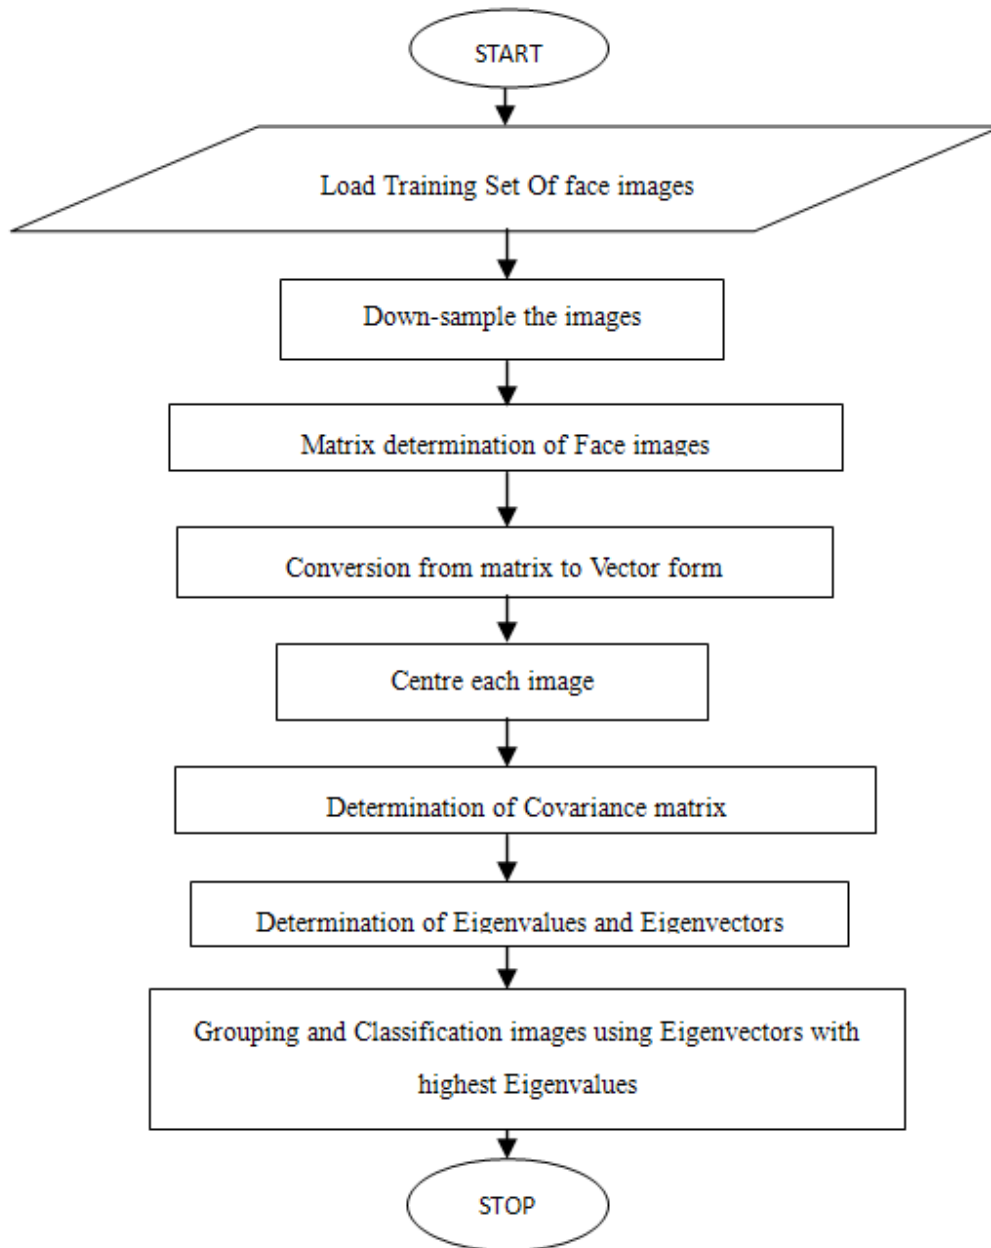 START
Load Training Set Of face images
Down-sample the images
Matrix determination of Face images
Conversion from matrix to Vector form
Centre each image
Determination of Covariance matrix
Determination of Eigenvalues and Eigenvectors
Grouping and Classification images using Eigenvectors with
highest Eigenvalues
STOP